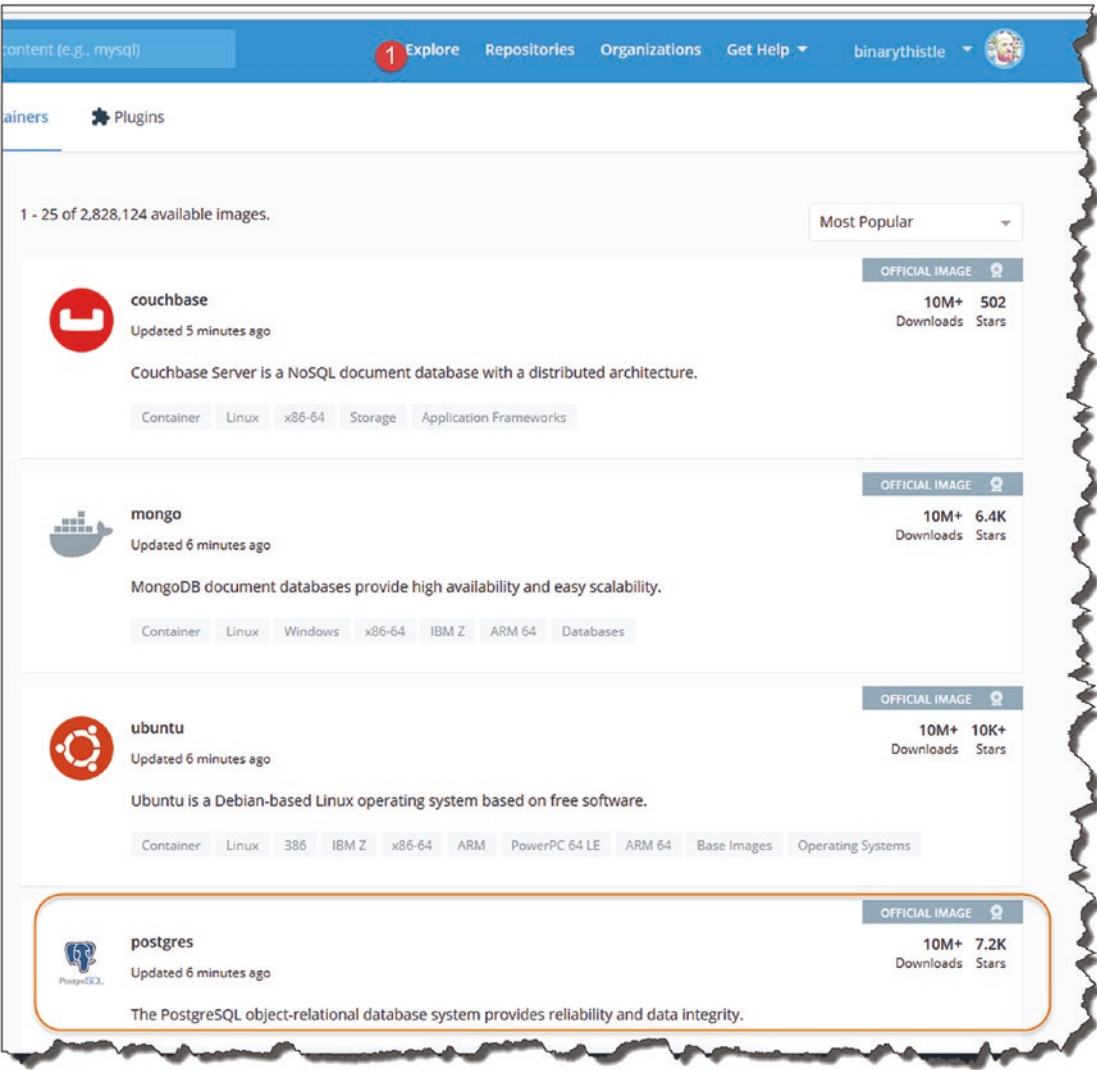 content (e.g., mysql)
1 Explore Repositories Organizations Get Help binarythistle
ainers Plugins
1 - 25 of 2,828,124 available images.
Most Popular
OFFICIAL IMAGE
couchbase
10M+ 502
Updated 5 minutes ago
Downloads Stars
Couchbase Server is a NoSQL document database with a distributed architecture.
Container Linux x86-64 Storage Application Frameworks
OFFICIAL IMAGE
mongo
10M+ 6.4K
Updated 6 minutes ago
Downloads Stars
MongoDB document databases provide high availability and easy scalability.
Container Linux Windows x86-64 IBM Z ARM 64 Databases
OFFICIAL IMAGE
ubuntu
10M+ 10K+
Updated 6 minutes ago
Downloads Stars
Ubuntu is a Debian-based Linux operating system based on free software.
Container Linux 386 IBM Z x86-64 ARM PowerPC 64 LE ARM 64 Base Images Operating Systems
OFFICIAL IMAGE
postgres
10M+ 7.2K
Updated 6 minutes ago
Downloads Stars
PostgreSQL
The PostgreSQL object-relational database system provides reliability and data integrity.